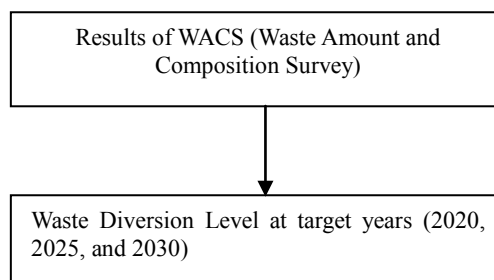 Results of WACS (Waste Amount and
Composition Survey)
Waste Diversion Level at target years (2020,
2025, and 2030)